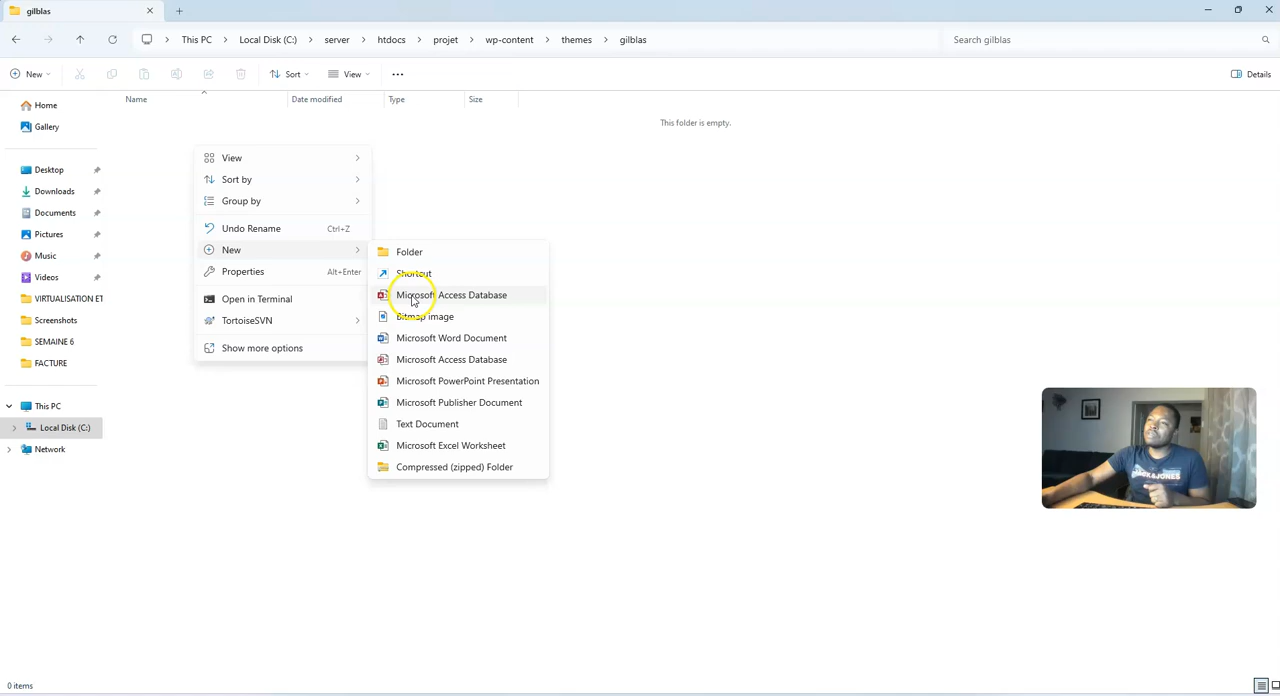 gilblas
This PC > Local Disk (C:) > server > htdocs > projet > wp-content > themes > gilblas
Search gilblas
New
Sort
View
Details
Name
Date modified
Type
Size
This folder is empty.
Home
Gallery
Desktop
Downloads
Documents
Pictures
Music
Videos
VIRTUALISATION ET
Screenshots
SEMAINE 6
FACTURE
This PC
Local Disk (C:)
Network
View
Sort by
Group by
Undo Rename Ctrl+Z
New
Properties Alt+Enter
Open in Terminal
TortoiseSVN
Show more options
Folder
Shortcut
Microsoft Access Database
Bitmap image
Microsoft Word Document
Microsoft Access Database
Microsoft PowerPoint Presentation
Microsoft Publisher Document
Text Document
Microsoft Excel Worksheet
Compressed (zipped) Folder
JACK&JONES
0 items